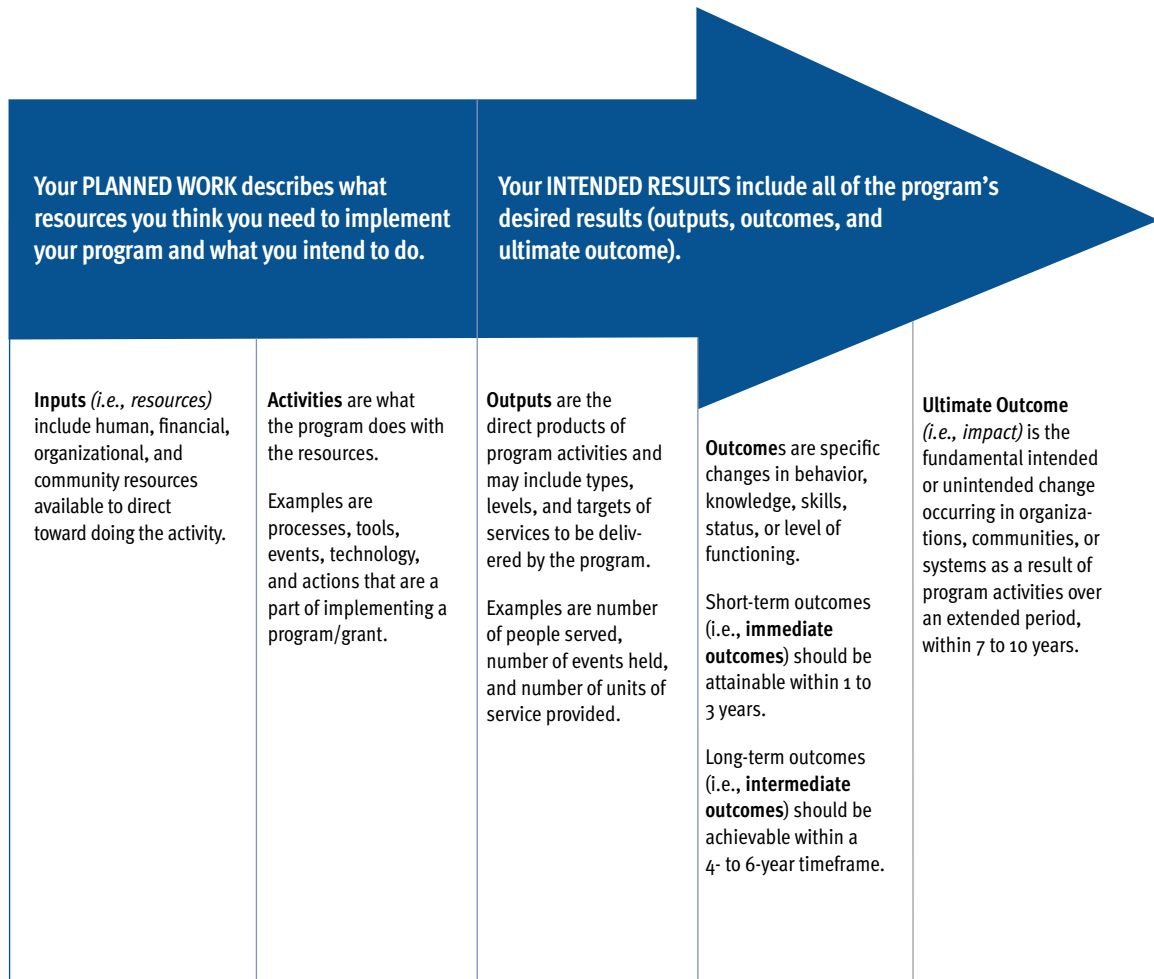 Your PLANNED WORK describes what
resources you think you need to implement
your program and what you intend to do.
Your INTENDED RESULTS include all of the program’s
desired results (outputs, outcomes, and
ultimate outcome).
Inputs (i.e., resources)
include human, financial,
organizational, and
community resources
available to direct
toward doing the activity.
Activities are what
the program does with
the resources.
Examples are
processes, tools,
events, technology,
and actions that are a
part of implementing a
program/grant.
Outputs are the
direct products of
program activities and
may include types,
levels, and targets of
services to be deliv-
ered by the program.
Examples are number
of people served,
number of events held,
and number of units of
service provided.
Outcomes are specific
changes in behavior,
knowledge, skills,
status, or level of
functioning.
Short-term outcomes
(i.e., immediate
outcomes) should be
attainable within 1 to
3 years.
Long-term outcomes
(i.e., intermediate
outcomes) should be
achievable within a
4- to 6-year timeframe.
Ultimate Outcome
(i.e., impact) is the
fundamental intended
or unintended change
occurring in organiza-
tions, communities, or
systems as a result of
program activities over
an extended period,
within 7 to 10 years.